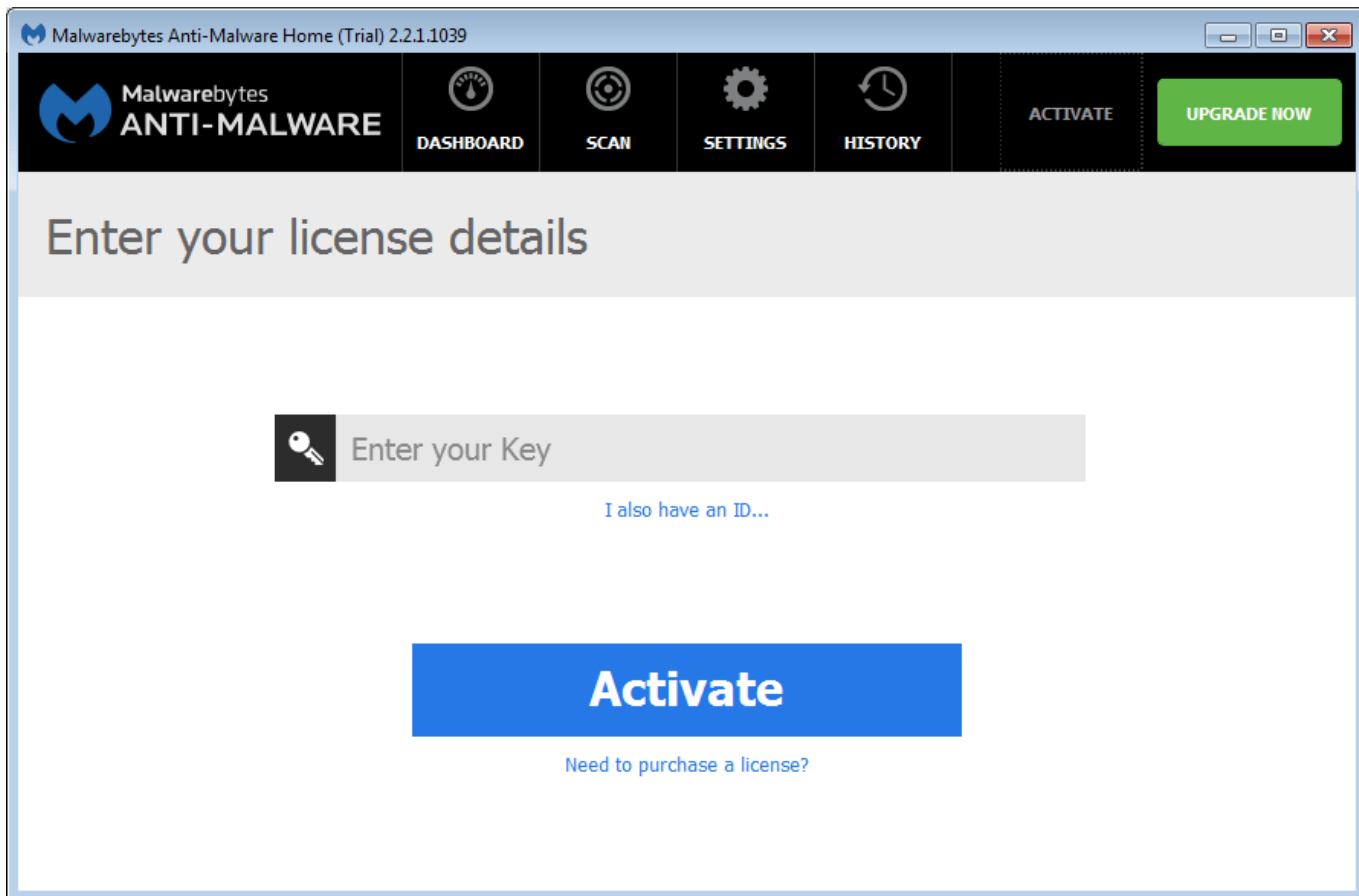 Malwarebytes Anti-Malware Home (Trial) 2.2.1.1039
Malwarebytes
ANTI-MALWARE
DASHBOARD
SCAN
SETTINGS
HISTORY
ACTIVATE
UPGRADE NOW
Enter your license details
Enter your Key
I also have an ID...
Activate
Need to purchase a license?